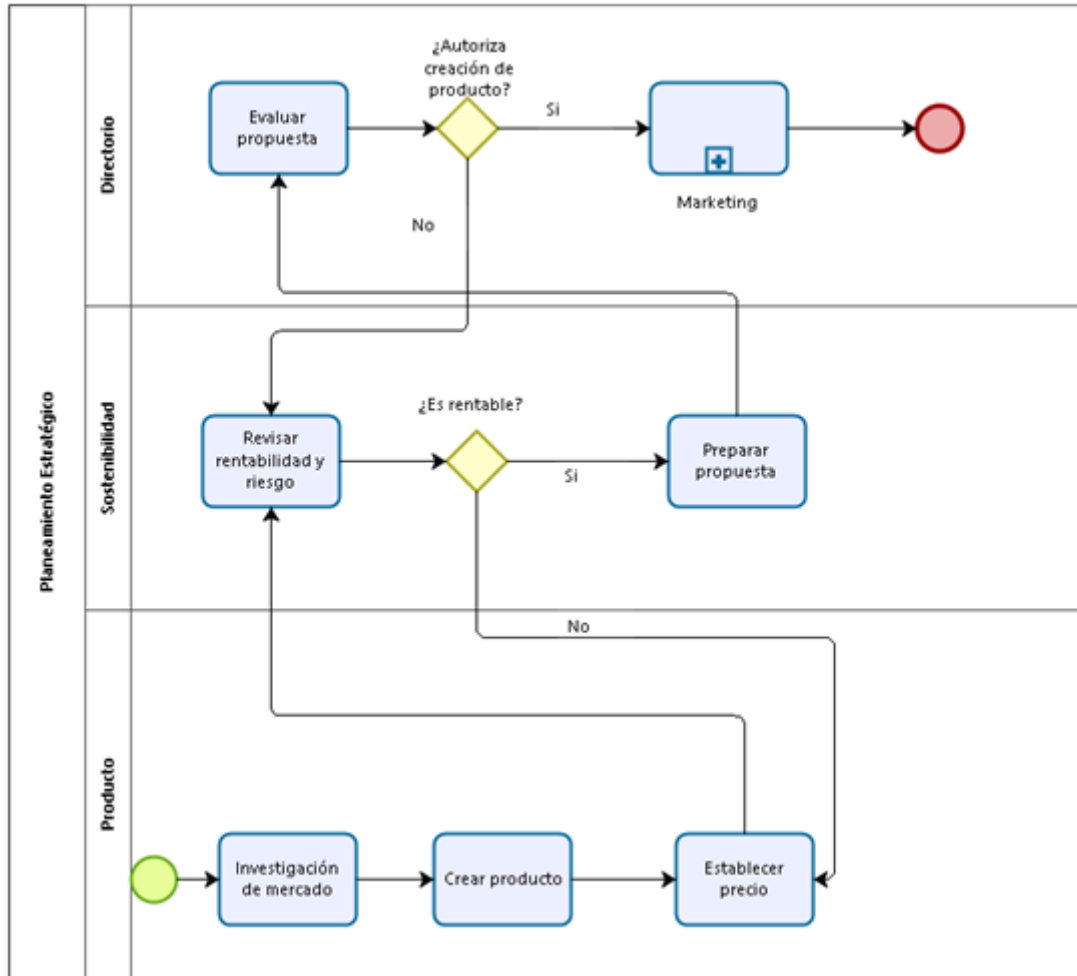 Planeamiento Estratégico
Directorio
¿Autoriza
creación de
producto?
Evaluar
propuesta
Si
Marketing
No
Sostenibilidad
¿Es rentable?
Revisar
rentabilidad y
riesgo
Si
Preparar
propuesta
Producto
No
Investigación
de mercado
Crear producto
Establecer
precio